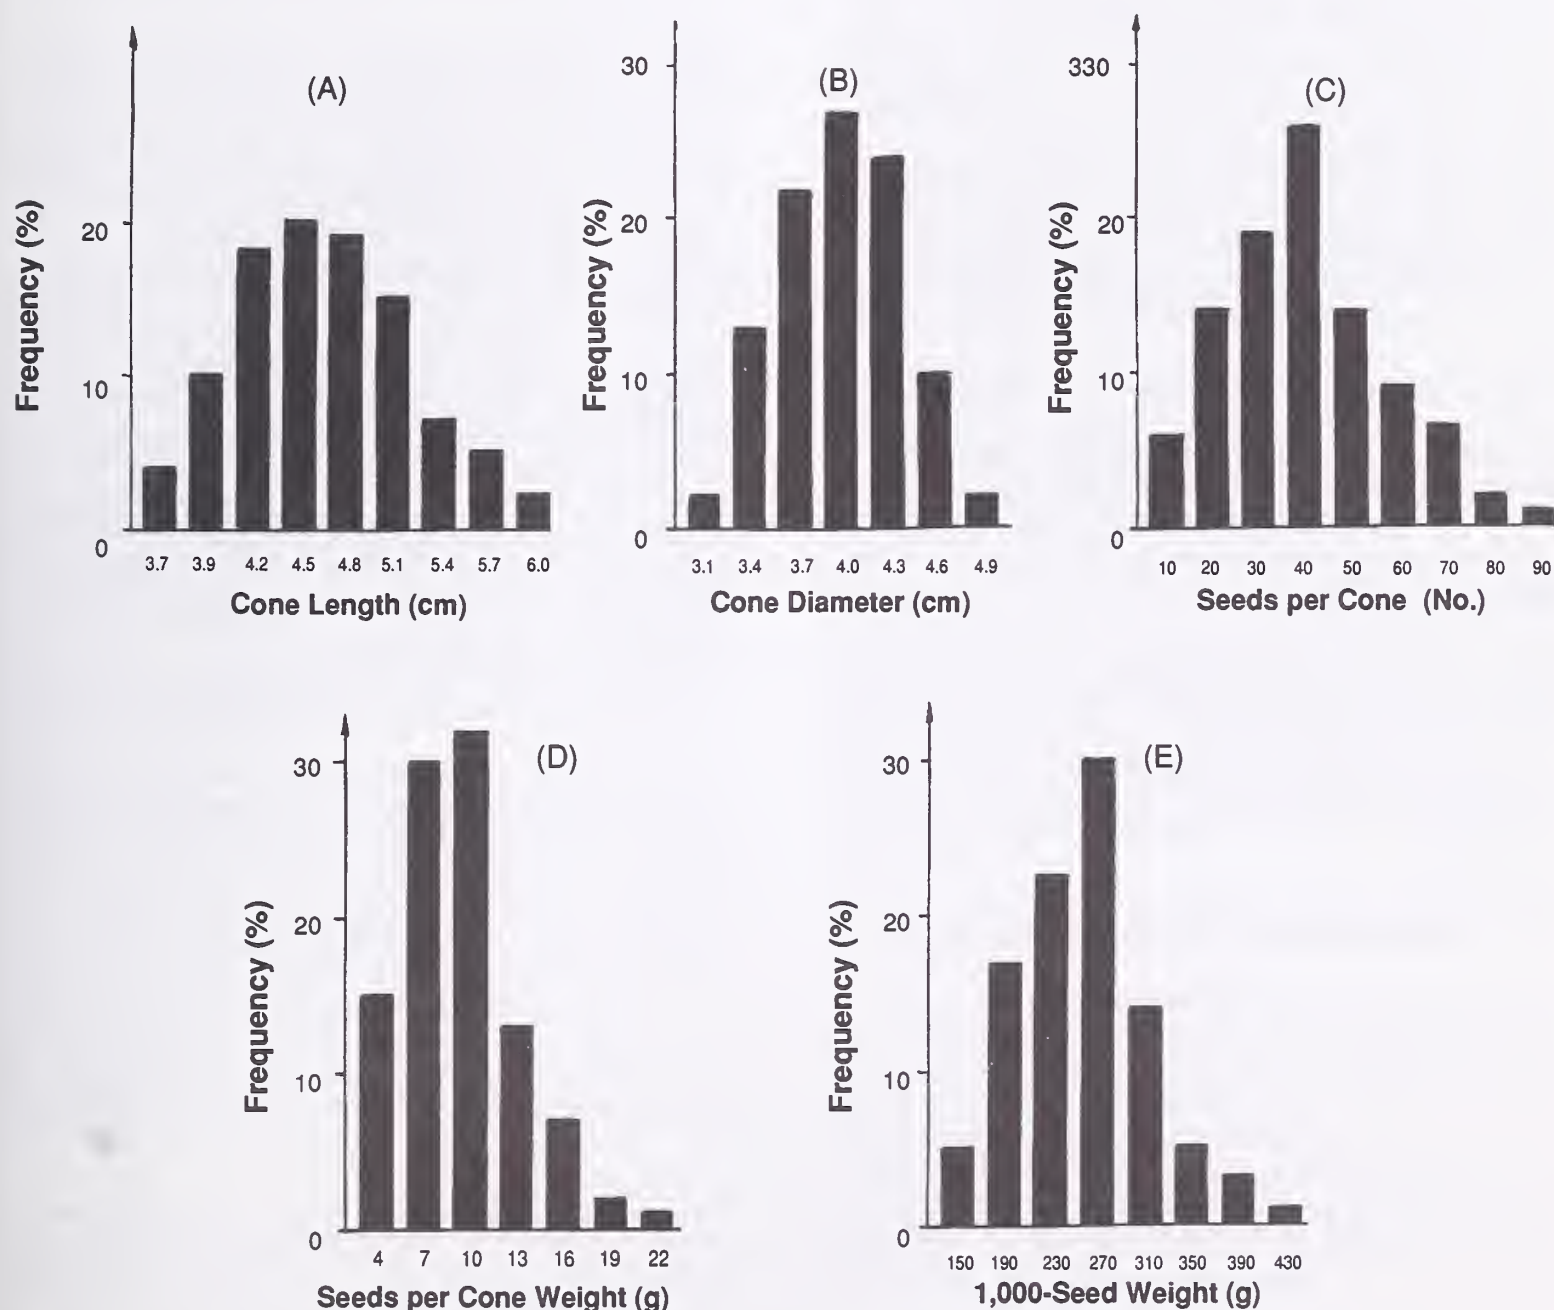 (A)
Frequency (%)
20
10
0
3.7 3.9 4.2 4.5 4.8 5.1 5.4 5.7 6.0
Cone Length (cm)
(B)
Frequency (%)
30
20
10
0
3.1 3.4 3.7 4.0 4.3 4.6 4.9
Cone Diameter (cm)
(C)
Frequency (%)
330
20
10
0
10 20 30 40 50 60 70 80 90
Seeds per Cone (No.)
(D)
Frequency (%)
30
20
10
0
4 7 10 13 16 19 22
Seeds per Cone Weight (g)
(E)
Frequency (%)
30
20
10
0
150 190 230 270 310 350 390 430
1,000-Seed Weight (g)